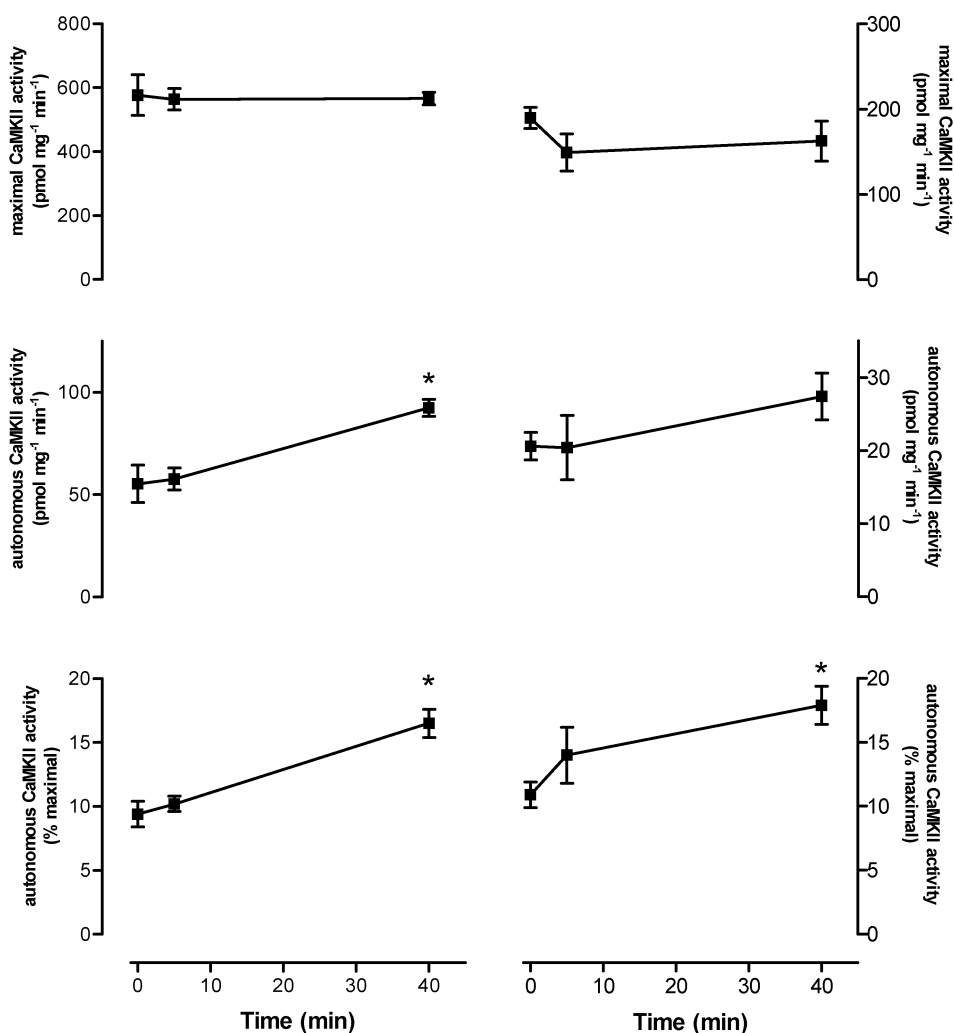 maximal CaMKII activity
(pmol mg⁻¹ min⁻¹)
800
600
400
200
0
300
200
100
0
maximal CaMKII activity
(pmol mg⁻¹ min⁻¹)
autonomous CaMKII activity
(pmol mg⁻¹ min⁻¹)
100
50
0
*
30
20
10
0
autonomous CaMKII activity
(pmol mg⁻¹ min⁻¹)
autonomous CaMKII activity
(% maximal)
20
15
10
5
0
*
*
20
15
10
5
0
autonomous CaMKII activity
(% maximal)
0 10 20 30 40
Time (min)
0 10 20 30 40
Time (min)